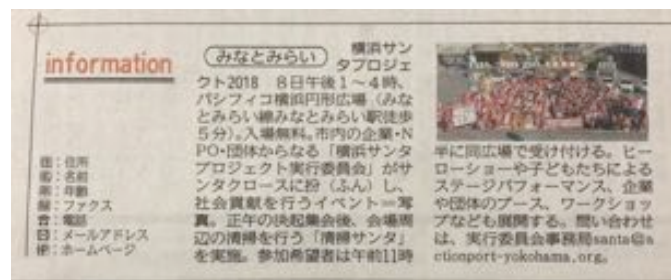 information
住所
名前
年齢
ファクス
電話
メールアドレス
ホームページ
みなとみらい
横浜サン
タプロジェ
クト2018 8日午後1〜4時、
パシフィコ横浜円形広場(みな
とみらい線みなとみらい駅徒歩
5分)。入場無料。市内の企業・N
PO・団体からなる「横浜サンタ
プロジェクト実行委員会」がサ
ンタクロースに扮(ふん)し、
社会貢献を行うイベント=写
真。正午の決起集会後、会場周
辺の清掃を行う「清掃サンタ」
を実施。参加希望者は午前11時
半に同広場で受け付ける。ヒー
ローショーや子どもたちによる
ステージパフォーマンス、企業
や団体のブース、ワークショッ
プなども展開する。問い合わせ
は、実行委員会事務局santa@a
ctionport-yokohama.org。